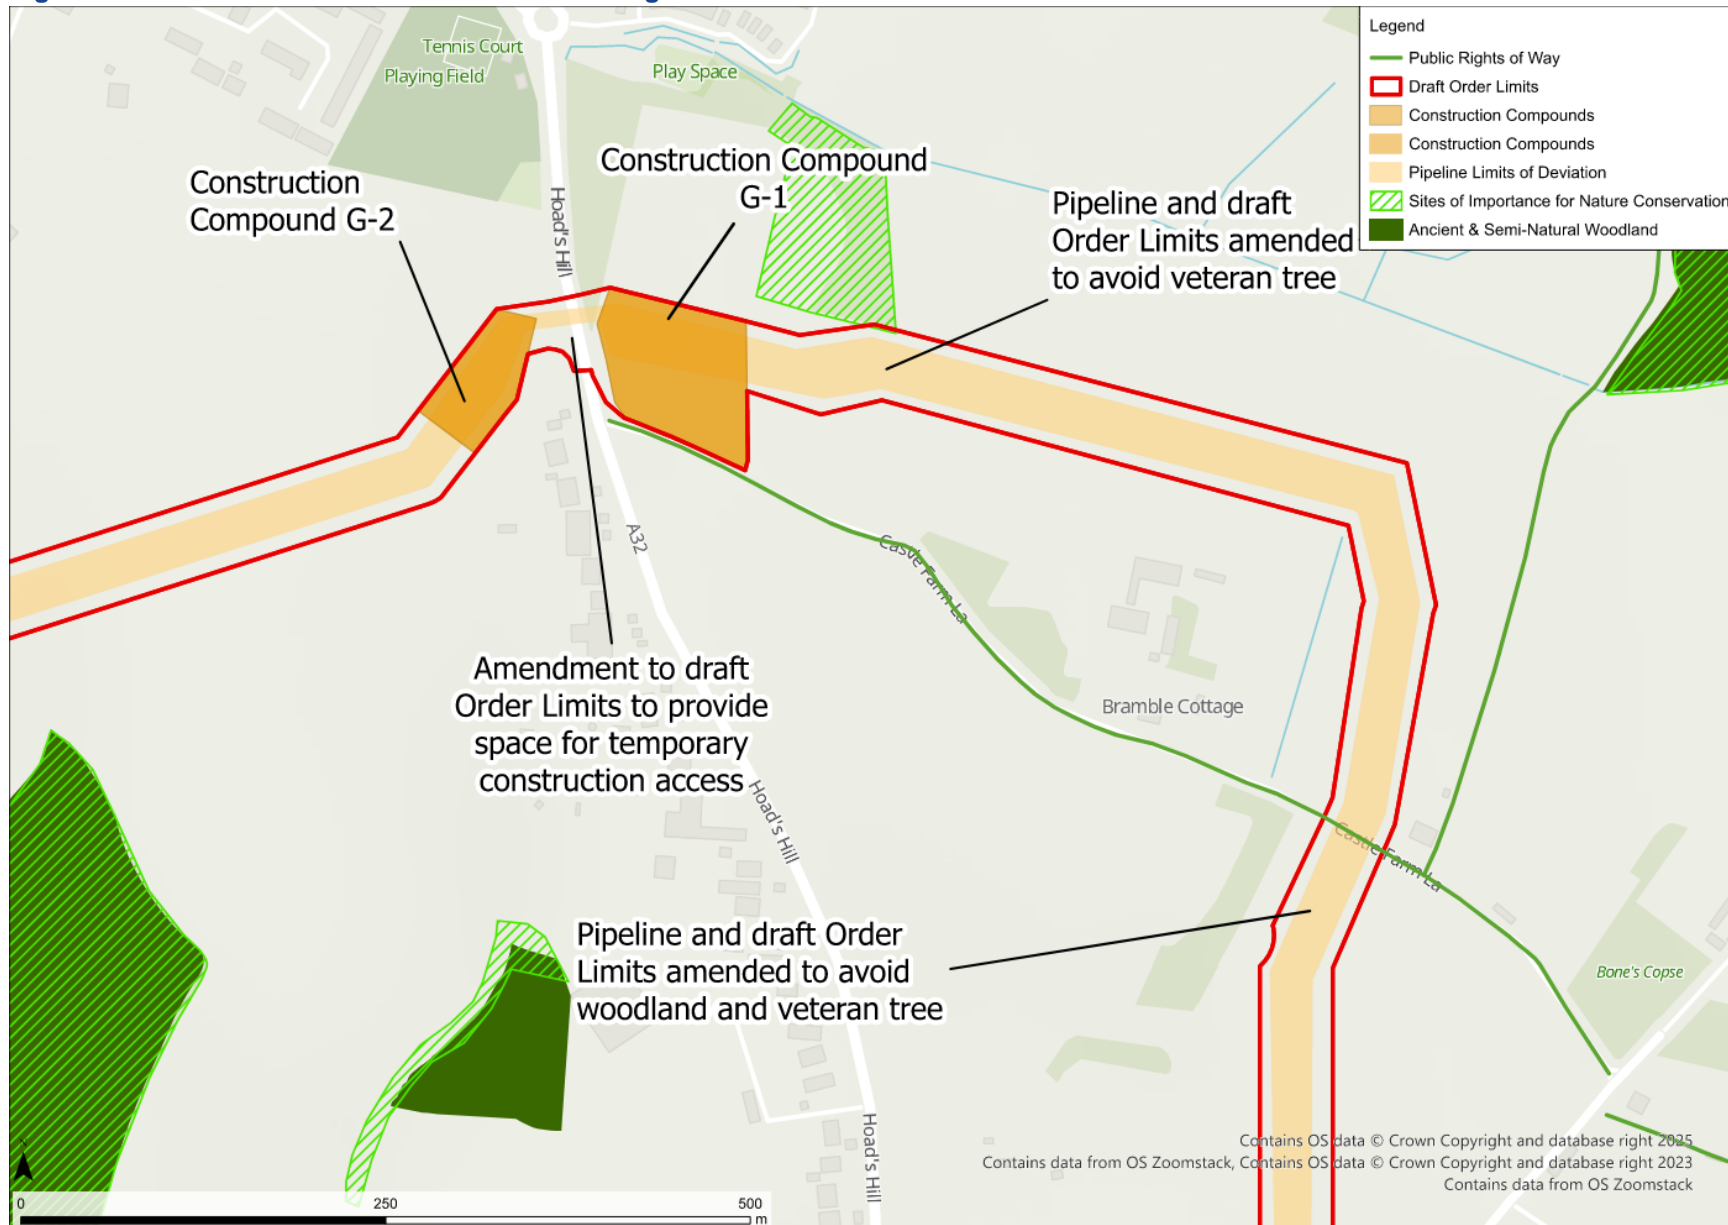 Tennis Court
Playing Field
Play Space
Legend
Public Rights of Way
Draft Order Limits
Construction Compounds
Construction Compounds
Pipeline Limits of Deviation
Sites of Importance for Nature Conservation
Ancient & Semi-Natural Woodland
Construction
Compound G-2
Construction Compound
G-1
Pipeline and draft
Order Limits amended
to avoid veteran tree
Hoad's Hill
A32
Castle Farm La
Amendment to draft
Order Limits to provide
space for temporary
construction access
Bramble Cottage
Hoad's Hill
Castle Farm La
Pipeline and draft Order
Limits amended to avoid
woodland and veteran tree
Bone's Copse
Hoad's Hill
N
0 250 500
m
Contains OS data © Crown Copyright and database right 2025
Contains data from OS Zoomstack, Contains OS data © Crown Copyright and database right 2023
Contains data from OS Zoomstack